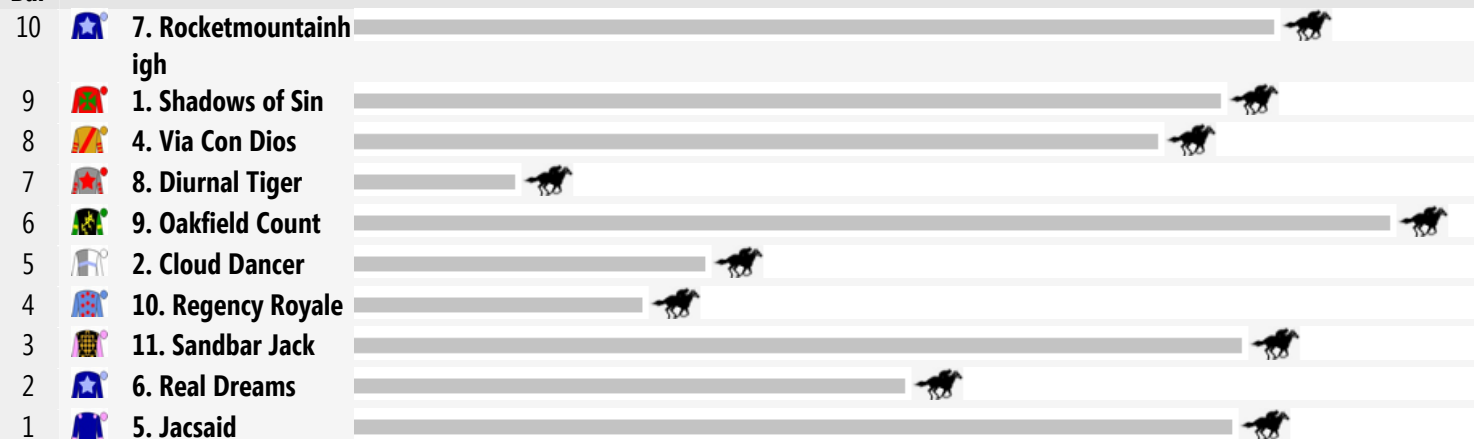 10 7. Rocketmountainh
igh
9 1. Shadows of Sin
8 4. Via Con Dios
7 8. Diurnal Tiger
6 9. Oakfield Count
5 2. Cloud Dancer
4 10. Regency Royale
3 11. Sandbar Jack
2 6. Real Dreams
1 5. Jacsaid